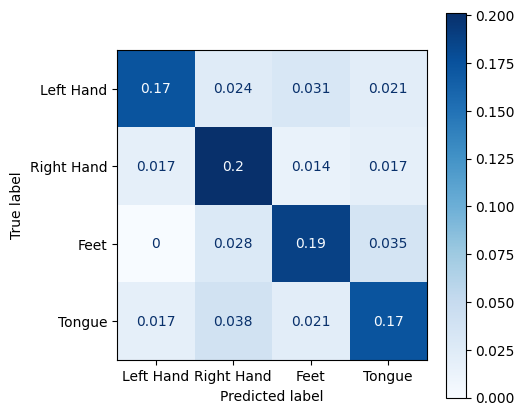 Left Hand 0.17 0.024 0.031 0.021
Right Hand 0.017 0.2 0.014 0.017
Feet 0 0.028 0.19 0.035
Tongue 0.017 0.038 0.021 0.17
Left Hand Right Hand Feet Tongue
Predicted label
True label
0.200
0.175
0.150
0.125
0.100
0.075
0.050
0.025
0.000